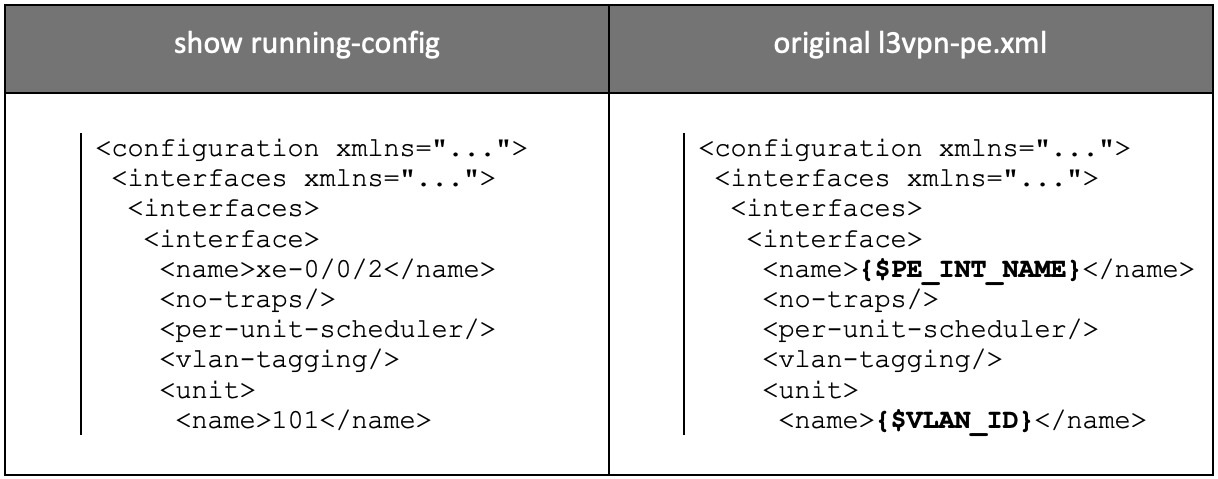 show running-config
original l3vpn-pe.xml
<configuration xmlns="...">
<interfaces xmlns="...">
<interfaces>
<interface>
<name>xe-0/0/2</name>
<no-traps/>
<per-unit-scheduler/>
<vlan-tagging/>
<unit>
<name>101</name>
<configuration xmlns="...">
<interfaces xmlns="...">
<interfaces>
<interface>
<name>{$PE_INT_NAME}</name>
<no-traps/>
<per-unit-scheduler/>
<vlan-tagging/>
<unit>
<name>{$VLAN_ID}</name>